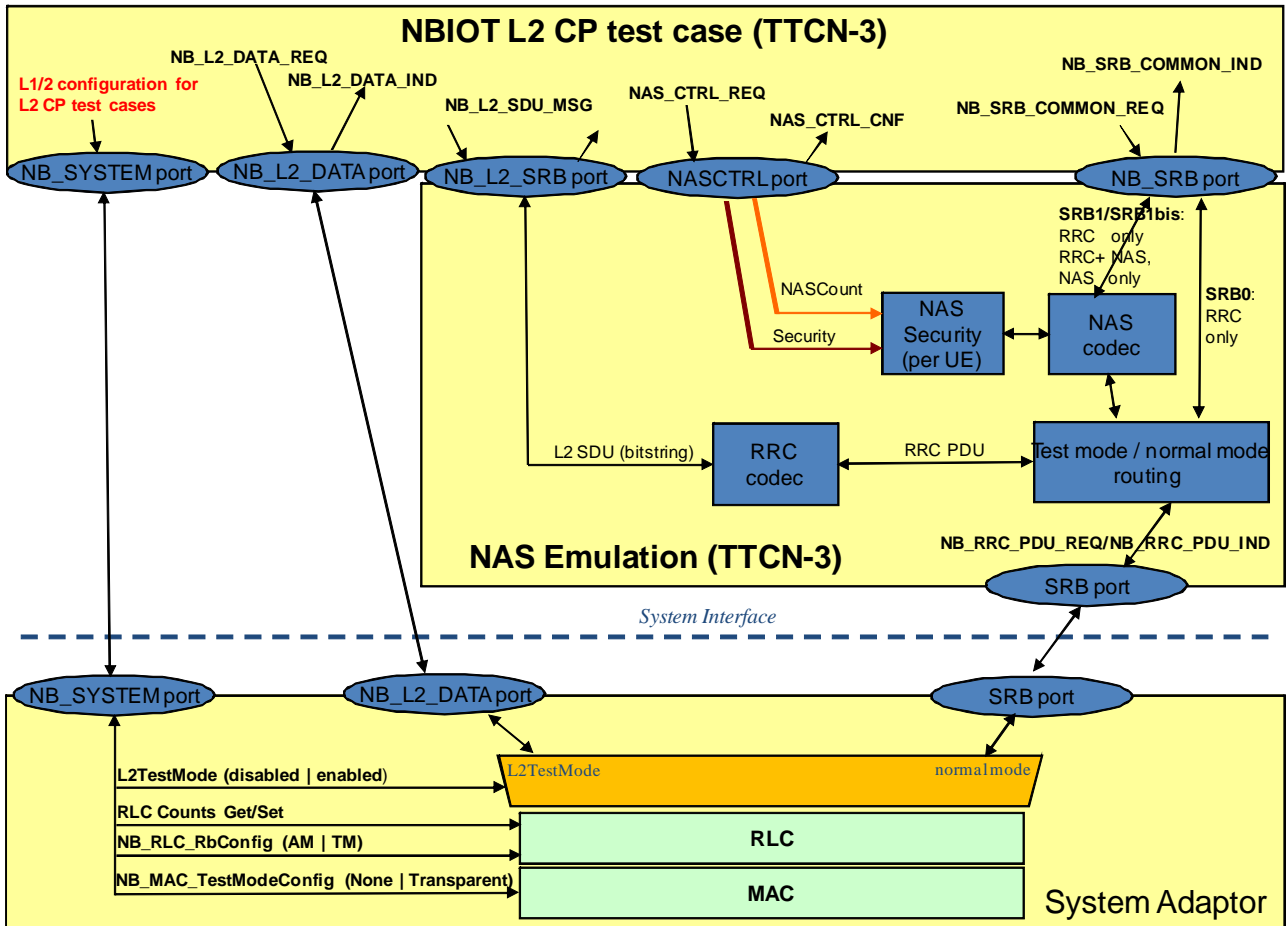 NBIOT L2 CP test case (TTCN-3)
NB_L2_DATA_REQ
NB_L2_DATA_IND
L1/2 configuration for
L2 CP test cases
NB_L2_SDU_MSG
NAS_CTRL_REQ
NAS_CTRL_CNF
NB_SRB_COMMON_IND
NB_SRB_COMMON_REQ
NB_SYSTEM port
NB_L2_DATA port
NB_L2_SRB port
NASCTRL port
NB_SRB port
SRB1/SRB1bis:
RRC only
RRC+ NAS,
NAS only
SRB0:
RRC
only
NASCount
Security
NAS
Security
(per UE)
NAS
codec
L2 SDU (bitstring)
RRC
codec
RRC PDU
Test mode / normal mode
routing
NB_RRC_PDU_REQ/NB_RRC_PDU_IND
NAS Emulation (TTCN-3)
SRB port
System Interface
NB_SYSTEM port
NB_L2_DATA port
SRB port
L2TestMode
normal mode
L2TestMode (disabled | enabled)
RLC Counts Get/Set
NB_RLC_RbConfig (AM | TM)
RLC
NB_MAC_TestModeConfig (None | Transparent)
MAC
System Adaptor